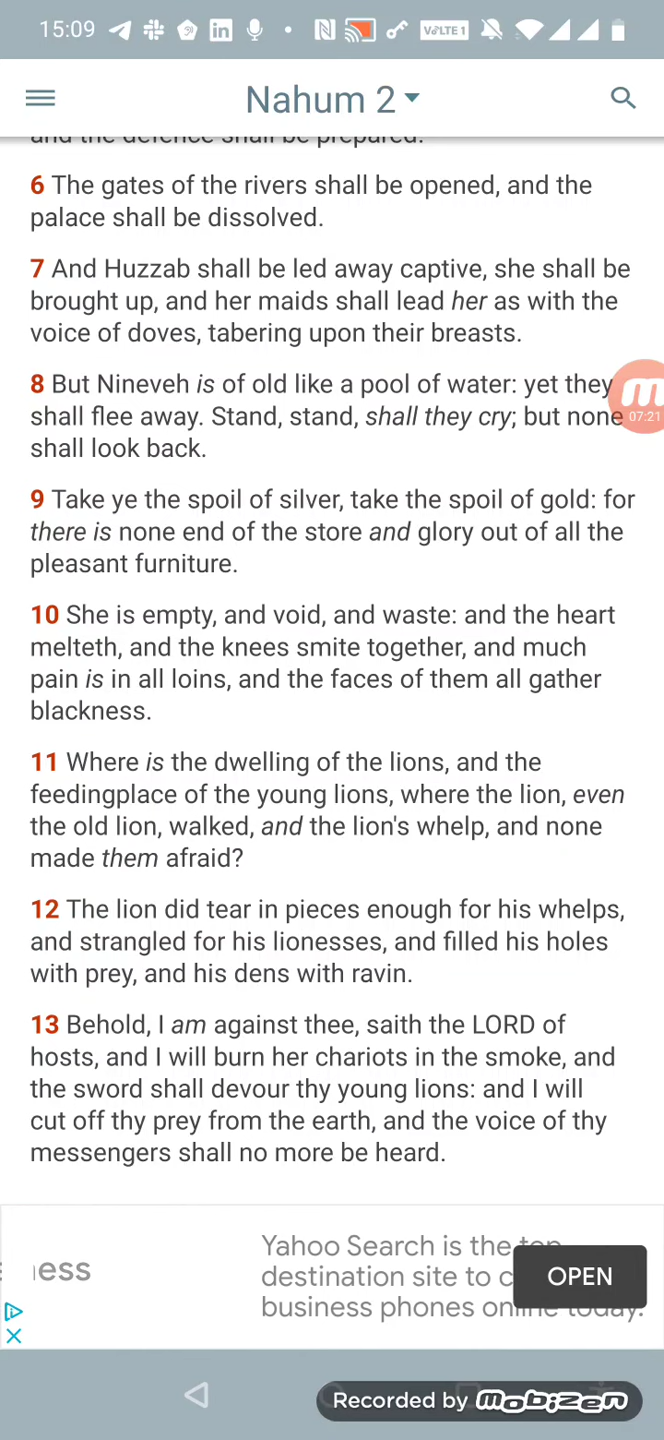 15:09
VoLTE 1
Nahum 2
and the defence shall be prepared.
6 The gates of the rivers shall be opened, and the
palace shall be dissolved.
7 And Huzzab shall be led away captive, she shall be
brought up, and her maids shall lead her as with the
voice of doves, tabering upon their breasts.
8 But Nineveh is of old like a pool of water: yet they
shall flee away. Stand, stand, shall they cry; but none
shall look back.
07:21
9 Take ye the spoil of silver, take the spoil of gold: for
there is none end of the store and glory out of all the
pleasant furniture.
10 She is empty, and void, and waste: and the heart
melteth, and the knees smite together, and much
pain is in all loins, and the faces of them all gather
blackness.
11 Where is the dwelling of the lions, and the
feedingplace of the young lions, where the lion, even
the old lion, walked, and the lion's whelp, and none
made them afraid?
12 The lion did tear in pieces enough for his whelps,
and strangled for his lionesses, and filled his holes
with prey, and his dens with ravin.
13 Behold, I am against thee, saith the LORD of
hosts, and I will burn her chariots in the smoke, and
the sword shall devour thy young lions: and I will
cut off thy prey from the earth, and the voice of thy
messengers shall no more be heard.
ess
Yahoo Search is the top
destination site to c
business phones online today.
OPEN
Recorded by mobizen